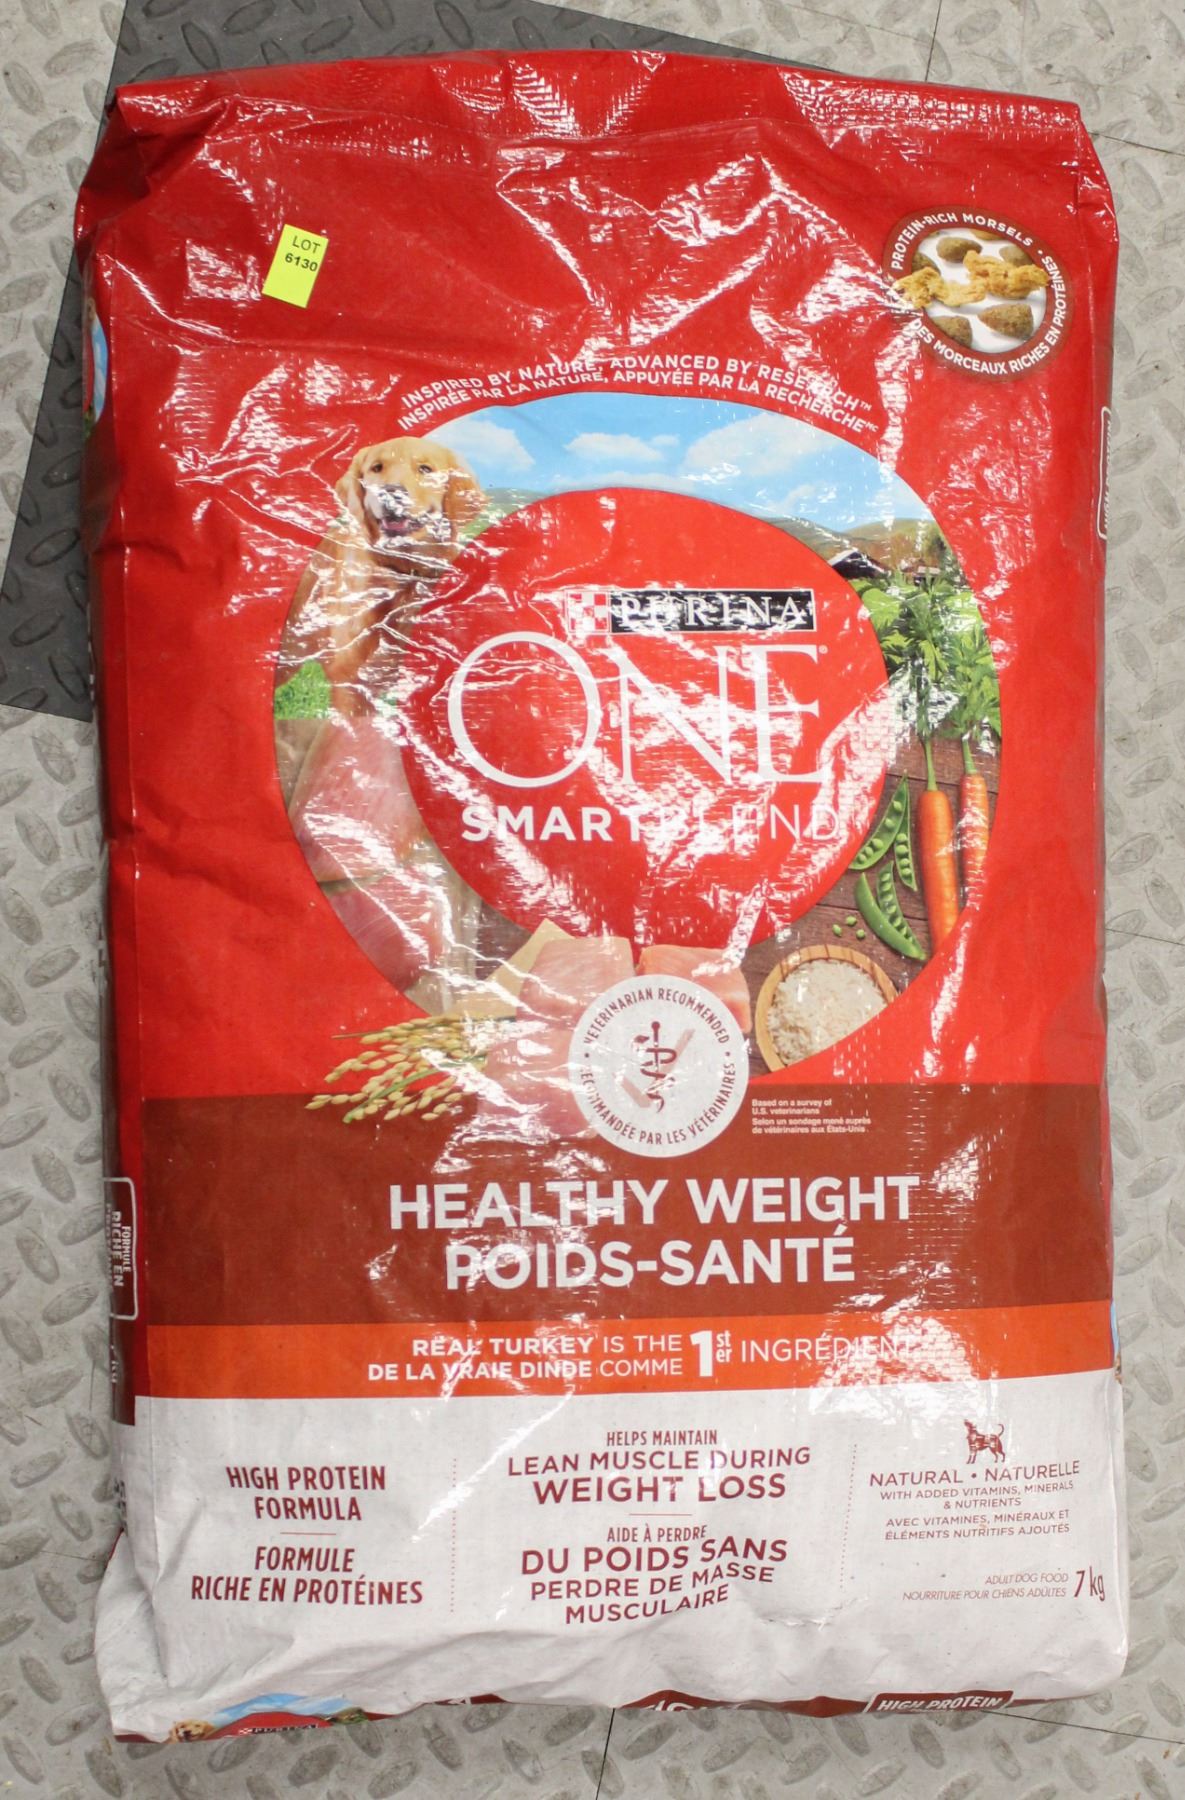 LOT
6130
PROTEIN-RICH MORSELS •
DES MORCEAUX RICHES EN PROTÉINES •
INSPIRED BY NATURE, ADVANCED BY RESEARCH™
INSPIRÉE PAR LA NATURE, APPUYÉE PAR LA RECHERCHEᴹᶜ
PURINA
ONE®
SMARTBLEND
• VETERINARIAN RECOMMENDED •
RECOMMANDÉE PAR LES VÉTÉRINAIRES
Based on a survey of
U.S. veterinarians
Selon un sondage mené auprès
de vétérinaires aux États-Unis
HEALTHY WEIGHT
POIDS-SANTÉ
REAL TURKEY IS THE 1st INGRÉDIENT
DE LA VRAIE DINDE COMME 1er
HIGH PROTEIN
FORMULA
FORMULE
RICHE EN PROTÉINES
HELPS MAINTAIN
LEAN MUSCLE DURING
WEIGHT LOSS
AIDE À PERDRE
DU POIDS SANS
PERDRE DE MASSE
MUSCULAIRE
NATURAL • NATURELLE
WITH ADDED VITAMINS, MINERALS
& NUTRIENTS
AVEC VITAMINES, MINÉRAUX ET
ÉLÉMENTS NUTRITIFS AJOUTÉS
ADULT DOG FOOD
NOURRITURE POUR CHIENS ADULTES 7 kg
FORMULE
RICHE EN
PURINA
HIGH PROTEIN